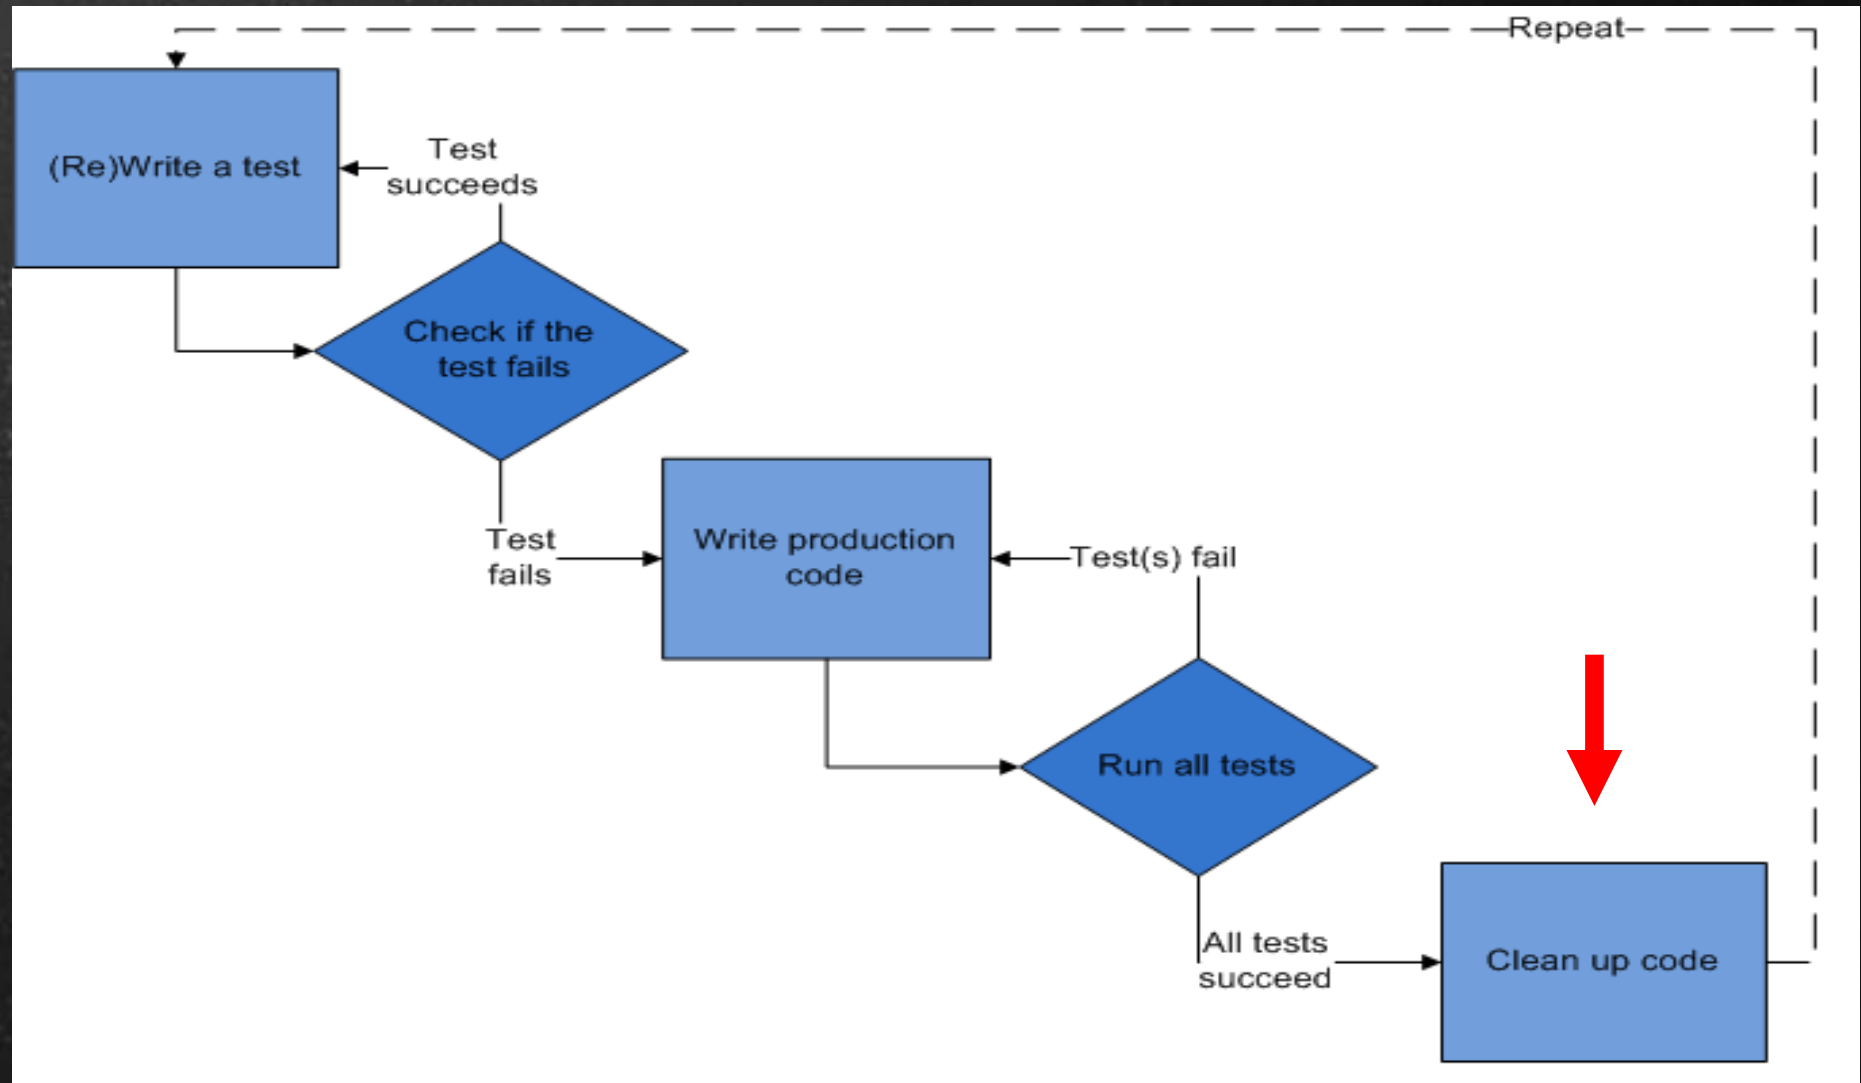 Repeat
(Re)Write a test
Test
succeeds
Check if the
test fails
Test
fails
Write production
code
Test(s) fail
Run all tests
All tests
succeed
Clean up code